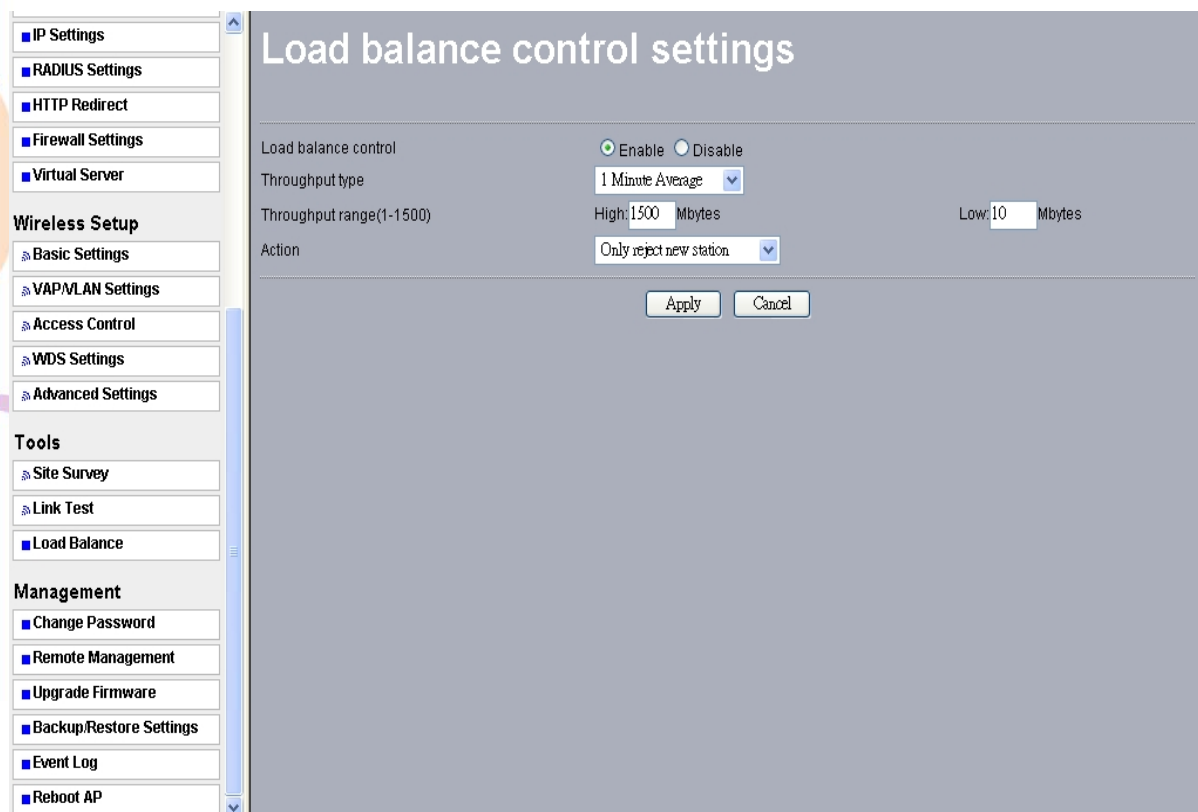 IP Settings
RADIUS Settings
HTTP Redirect
Firewall Settings
Virtual Server
Wireless Setup
Basic Settings
VAP/VLAN Settings
Access Control
WDS Settings
Advanced Settings
Tools
Site Survey
Link Test
Load Balance
Management
Change Password
Remote Management
Upgrade Firmware
Backup/Restore Settings
Event Log
Reboot AP
Load balance control settings
Load balance control Enable Disable
Throughput type 1 Minute Average
Throughput range(1-1500) High: 1500 Mbytes Low: 10 Mbytes
Action Only reject new station
Apply Cancel